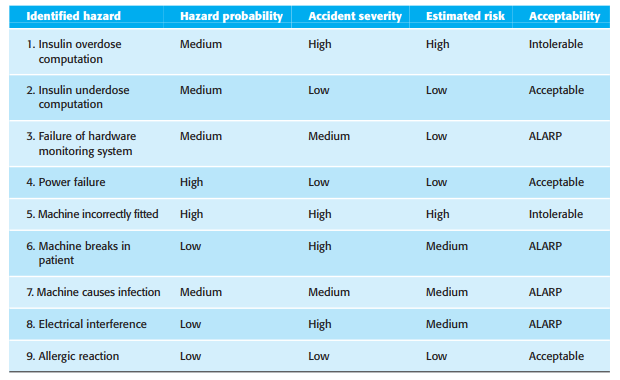 Identified hazard Hazard probability Accident severity Estimated risk Acceptability
1. Insulin overdose Medium High High Intolerable
computation
2. Insulin underdose Medium Low Low Acceptable
computation
3. Failure of hardware Medium Medium Low ALARP
monitoring system
4. Power failure High Low Low Acceptable
5. Machine incorrectly fitted High High High Intolerable
6. Machine breaks in Low High Medium ALARP
patient
7. Machine causes infection Medium Medium Medium ALARP
8. Electrical interference Low High Medium ALARP
9. Allergic reaction Low Low Low Acceptable